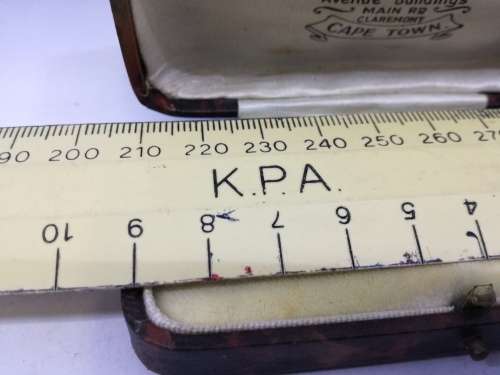 Avenue Buildings
MAIN RD
CLAREMONT
CAPE TOWN.
90 200 210 220 230 240 250 260 270
K.P.A.
10 9 8 7 6 5 4